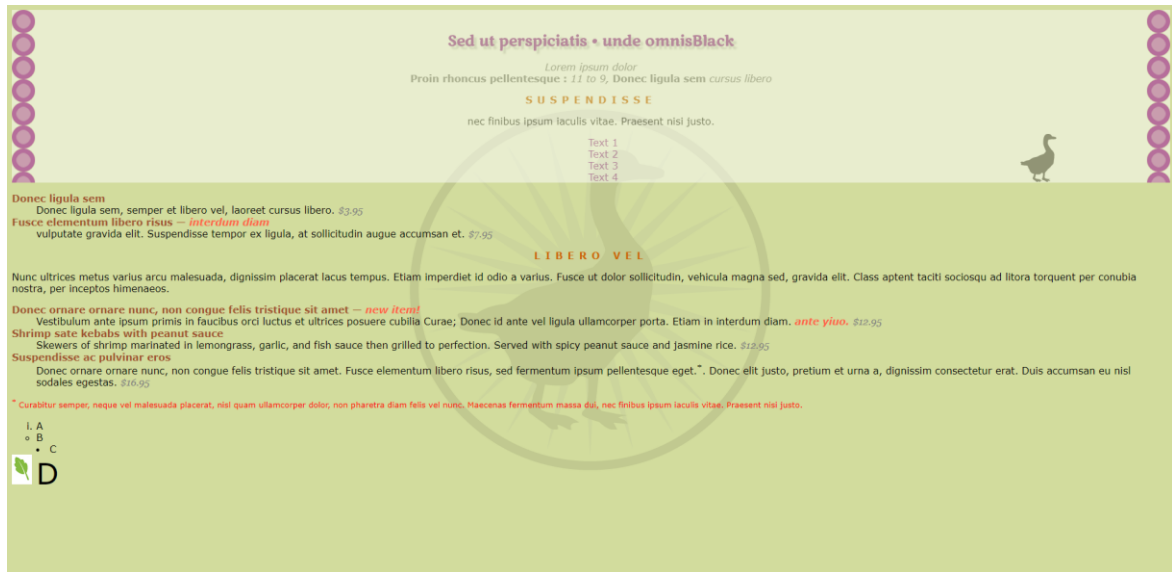 Sed ut perspiciatis • unde omnisBlack
Lorem ipsum dolor
Proin rhoncus pellentesque : 11 to 9, Donec ligula sem cursus libero
SUSPENDISSE
nec finibus ipsum iaculis vitae. Praesent nisi justo.
Text 1
Text 2
Text 3
Text 4
Donec ligula sem
Donec ligula sem, semper et libero vel, laoreet cursus libero. $3.95
Fusce elementum libero risus — interdum diam
vulputate gravida elit. Suspendisse tempor ex ligula, at sollicitudin augue accumsan et. $7.95
LIBERO VEL
Nunc ultrices metus varius arcu malesuada, dignissim placerat lacus tempus. Etiam imperdiet id odio a varius. Fusce ut dolor sollicitudin, vehicula magna sed, gravida elit. Class aptent taciti sociosqu ad litora torquent per conubia
nostra, per inceptos himenaeos.
Donec ornare ornare nunc, non congue felis tristique sit amet — new item!
Vestibulum ante ipsum primis in faucibus orci luctus et ultrices posuere cubilia Curae; Donec id ante vel ligula ullamcorper porta. Etiam in interdum diam. ante yiuo. $12.95
Shrimp sate kebabs with peanut sauce
Skewers of shrimp marinated in lemongrass, garlic, and fish sauce then grilled to perfection. Served with spicy peanut sauce and jasmine rice. $12.95
Suspendisse ac pulvinar eros
Donec ornare ornare nunc, non congue felis tristique sit amet. Fusce elementum libero risus, sed fermentum ipsum pellentesque eget.*. Donec elit justo, pretium et urna a, dignissim consectetur erat. Duis accumsan eu nisl
sodales egestas. $16.95
* Curabitur semper, neque vel malesuada placerat, nisl quam ullamcorper dolor, non pharetra diam felis vel nunc. Maecenas fermentum massa dui, nec finibus ipsum iaculis vitae. Praesent nisi justo.
i. A
◦ B
• C
D